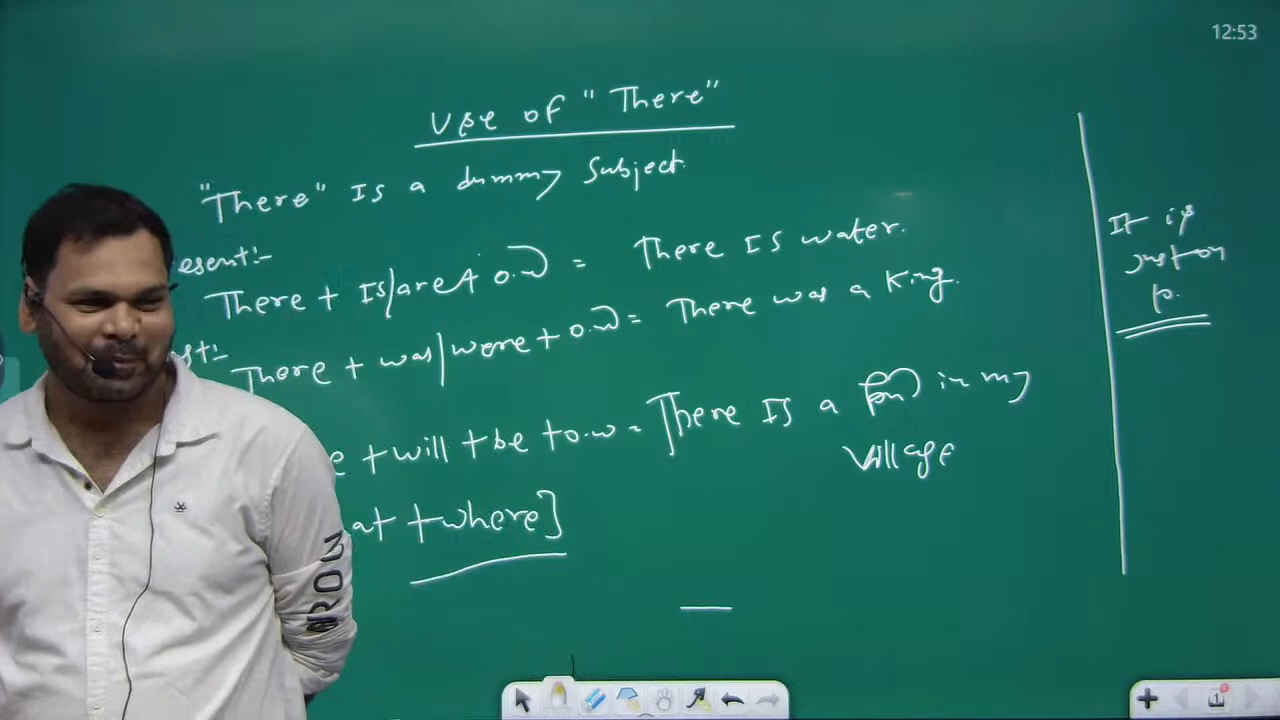 12:53
Use of "There"
"There" Is a dummy Subject.
esent:-
There + Is/are + o.w = There Is water.
st:-
There + was/were + o.w = There was a King.
e + will + be + o.w = There Is a in my
village
at + where]
It is